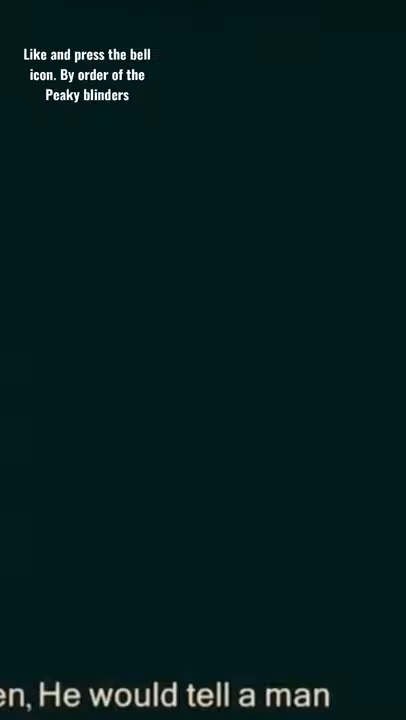 Like and press the bell
icon. By order of the
Peaky blinders
en, He would tell a man